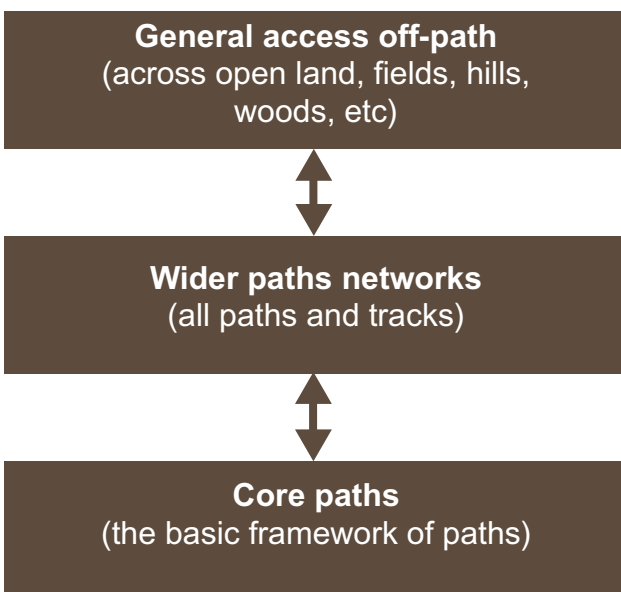 General access off-path
(across open land, fields, hills,
woods, etc)
Wider paths networks
(all paths and tracks)
Core paths
(the basic framework of paths)